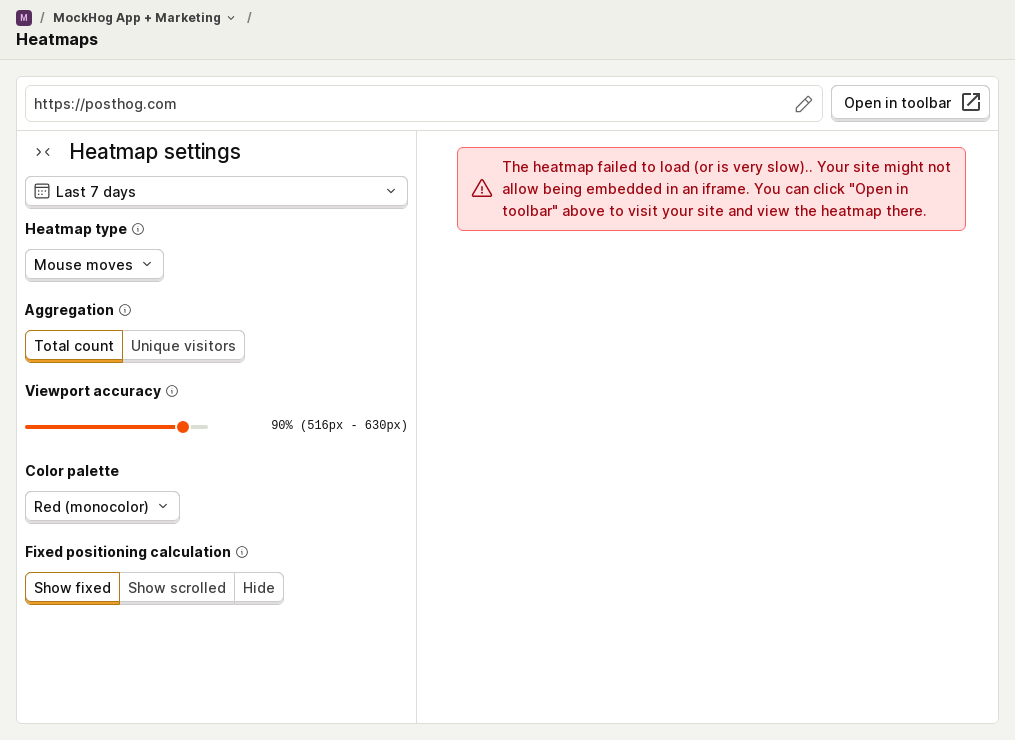 M / MockHog App + Marketing /
Heatmaps
https://posthog.com
Open in toolbar
Heatmap settings
Last 7 days
Heatmap type
Mouse moves
Aggregation
Total count Unique visitors
Viewport accuracy
90% (516px - 630px)
Color palette
Red (monocolor)
Fixed positioning calculation
Show fixed Show scrolled Hide
The heatmap failed to load (or is very slow).. Your site might not
allow being embedded in an iframe. You can click "Open in
toolbar" above to visit your site and view the heatmap there.